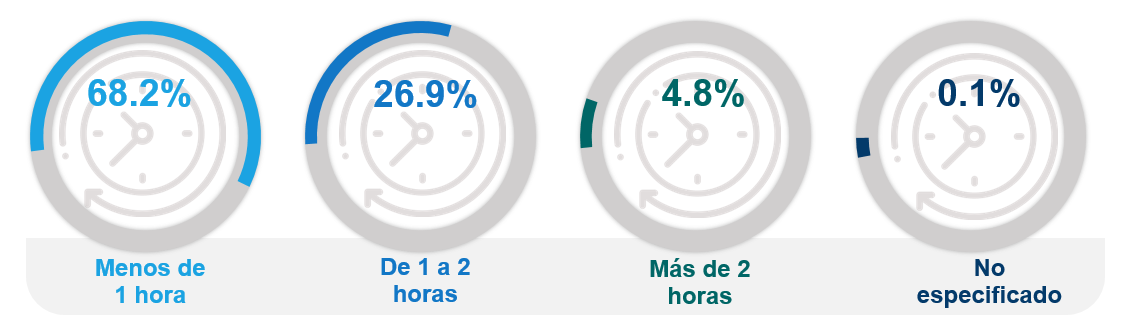 68.2%
26.9%
4.8%
0.1%
Menos de
1 hora
De 1 a 2
horas
Más de 2
horas
No
especificado